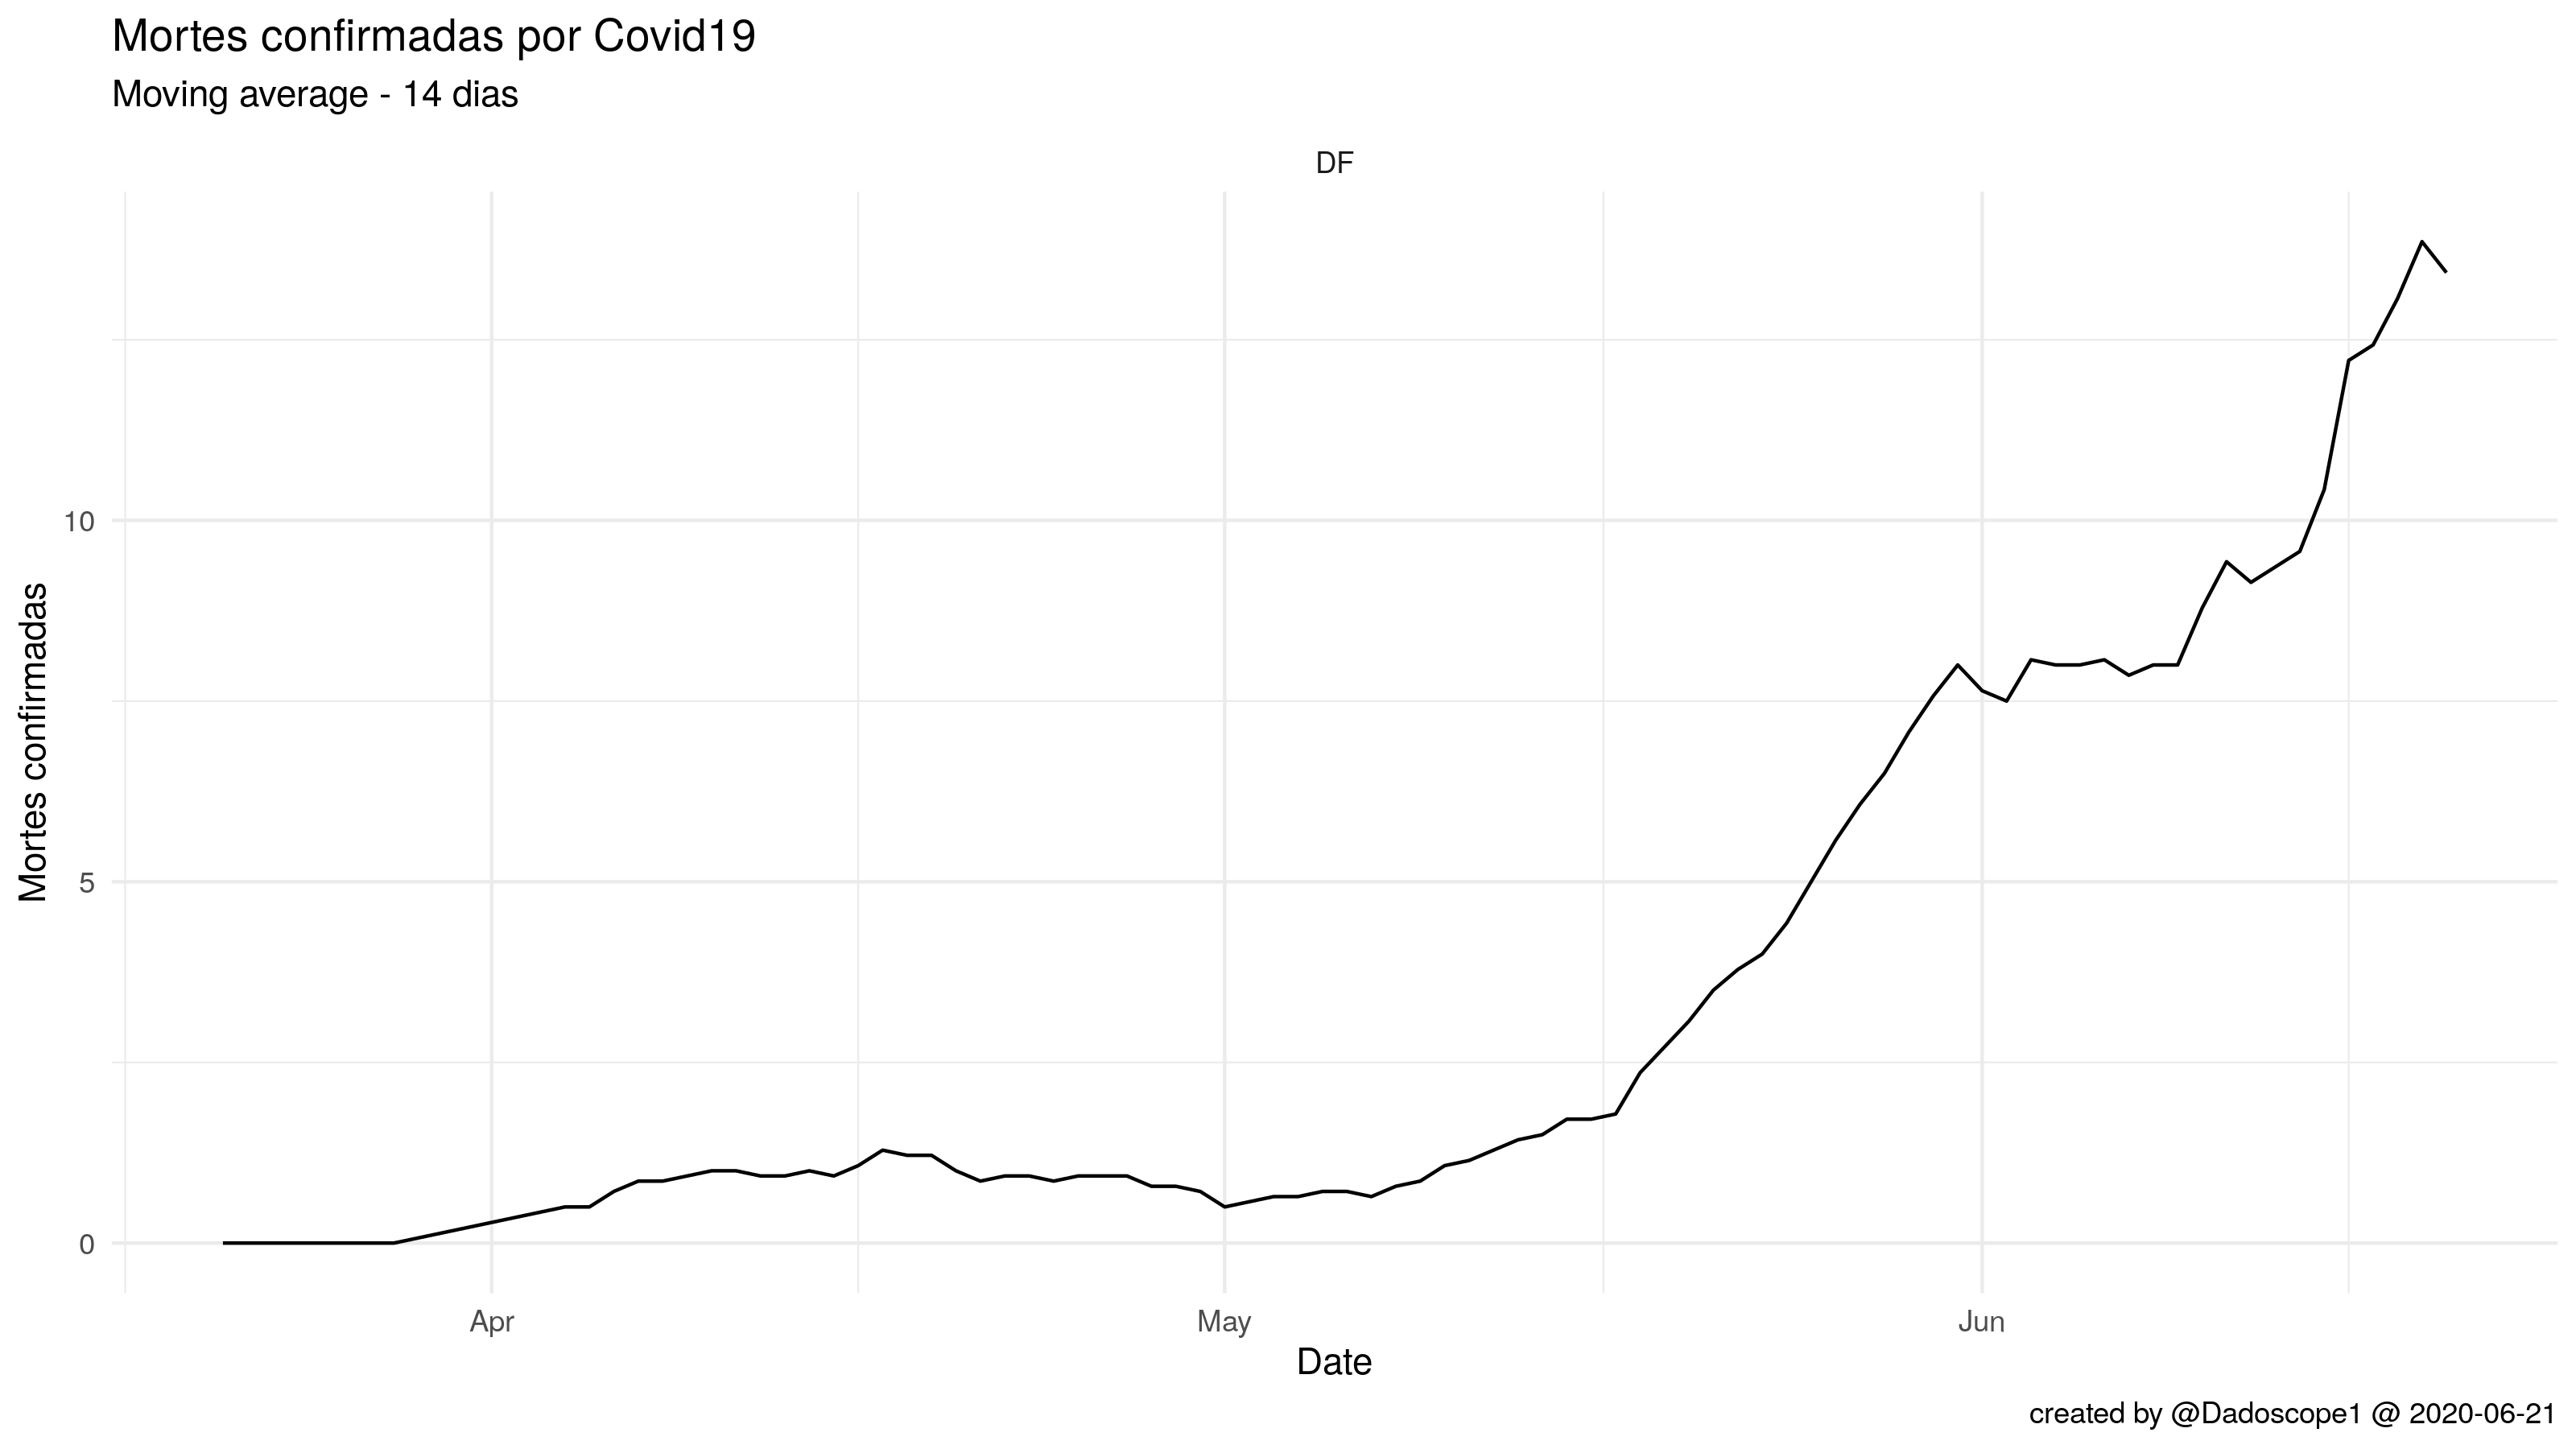 Mortes confirmadas por Covid19
Moving average - 14 dias
DF
10
5
0
Mortes confirmadas
Apr
May
Jun
Date
created by @Dadoscope1 @ 2020-06-21